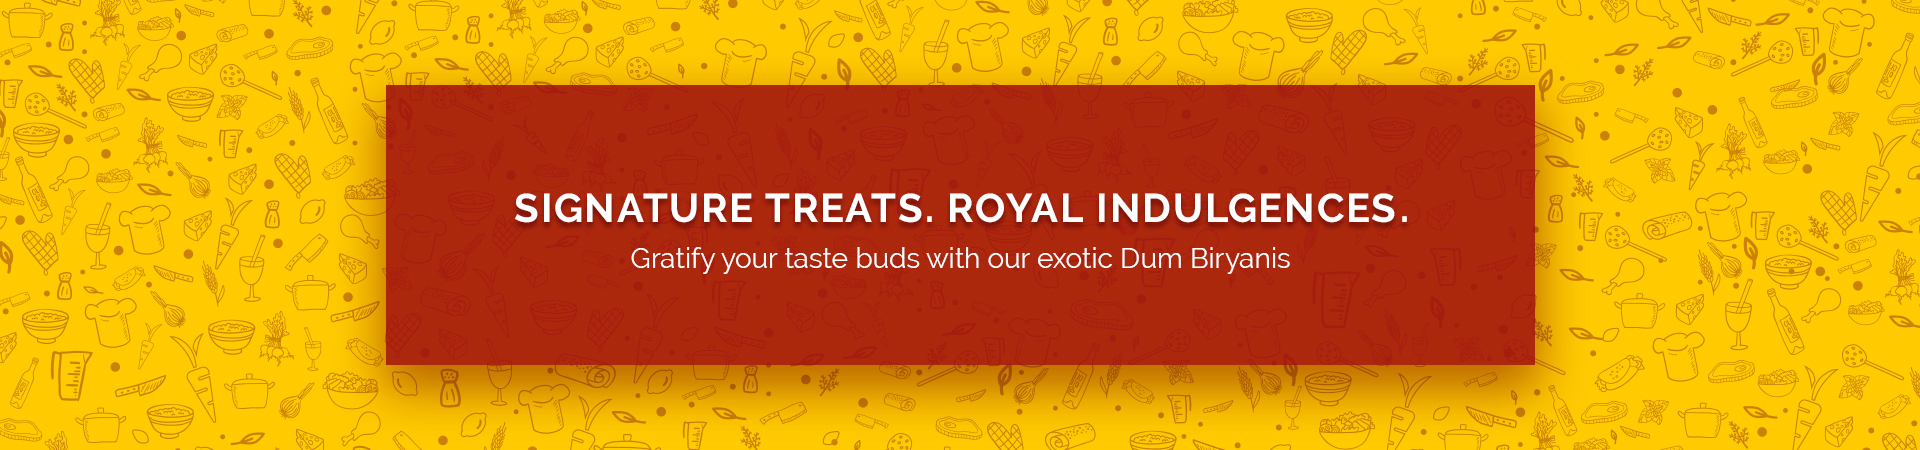 SIGNATURE TREATS. ROYAL INDULGENCES.
Gratify your taste buds with our exotic Dum Biryanis